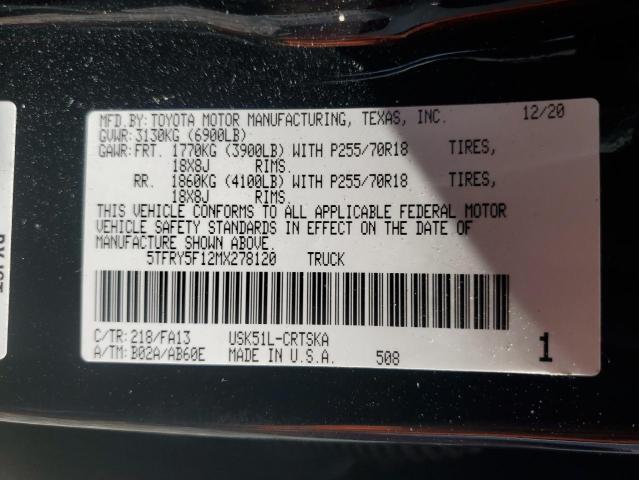 MFD.BY: TOYOTA MOTOR MANUFACTURING, TEXAS, INC. 12/20
GVWR: 3130KG (6900LB)
GAWR: FRT. 1770KG (3900LB) WITH P255/70R18 TIRES,
18X8J RIMS.
RR. 1860KG (4100LB) WITH P255/70R18 TIRES,
18X8J RIMS.
THIS VEHICLE CONFORMS TO ALL APPLICABLE FEDERAL MOTOR
VEHICLE SAFETY STANDARDS IN EFFECT ON THE DATE OF
MANUFACTURE SHOWN ABOVE.
5TFRY5F12MX278120 TRUCK
C/TR: 218/FA13 USK51L-CRTSKA
A/TM: B02A/AB60E MADE IN U.S.A. 508 1